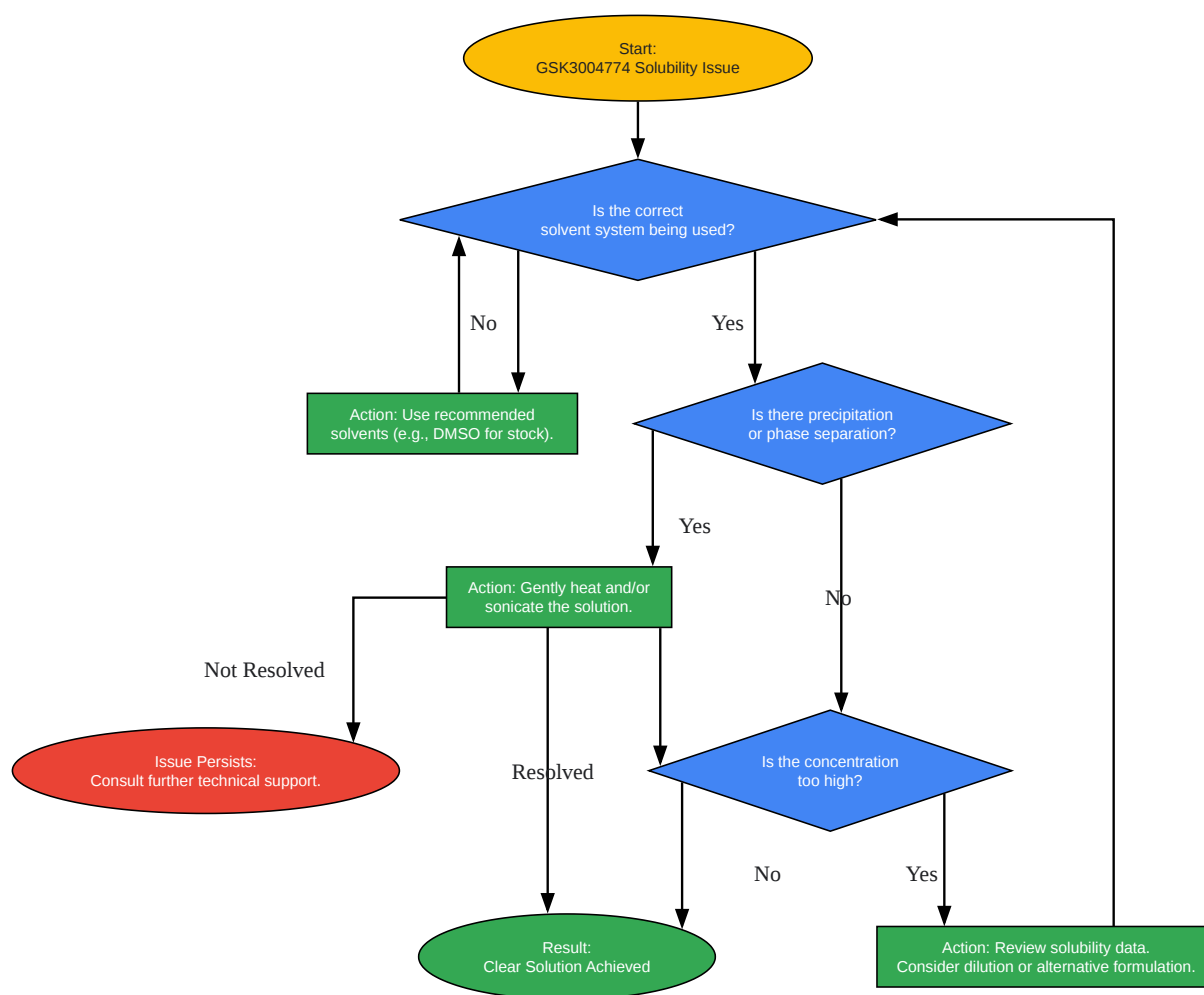 Start:
GSK3004774 Solubility Issue
Is the correct
solvent system being used?
No
Yes
Action: Use recommended
solvents (e.g., DMSO for stock).
Is there precipitation
or phase separation?
Yes
Action: Gently heat and/or
sonicate the solution.
No
Not Resolved
Issue Persists:
Consult further technical support.
Resolved
Is the concentration
too high?
No
Yes
Result:
Clear Solution Achieved
Action: Review solubility data.
Consider dilution or alternative formulation.